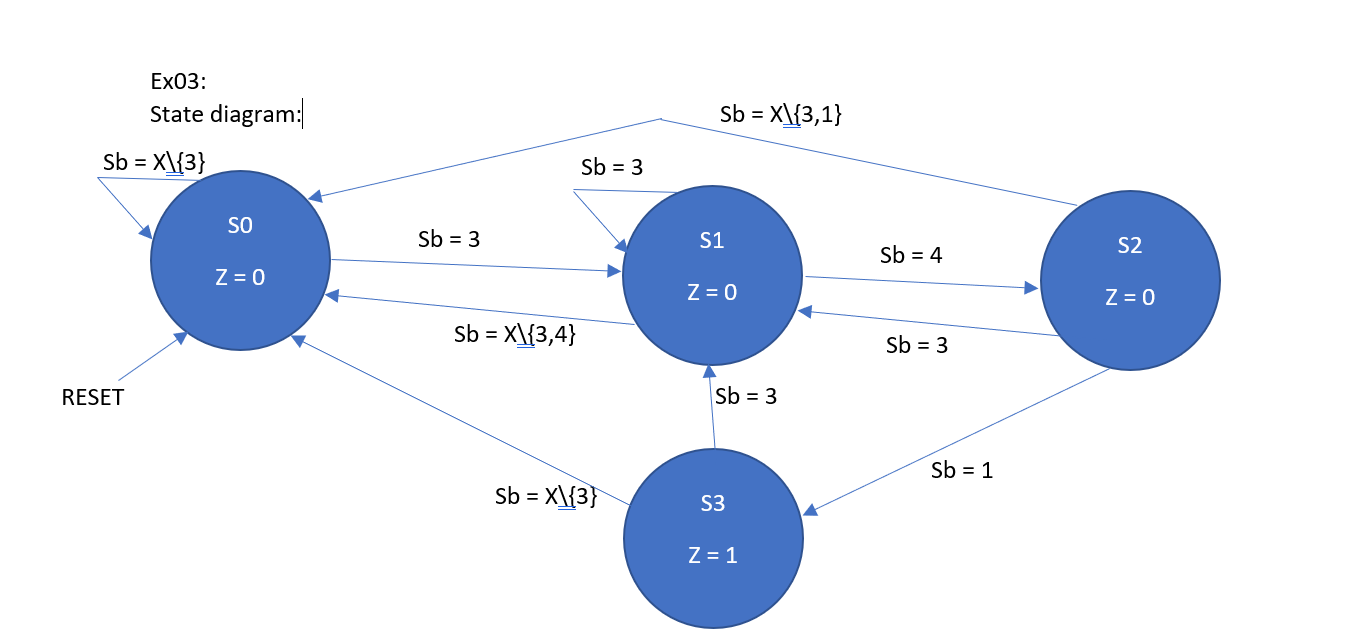 Ex03:
State diagram:
Sb = X\{3,1}
Sb = X\{3}
Sb = 3
S0
Z = 0
Sb = 3
S1
Z = 0
Sb = 4
S2
Z = 0
Sb = X\{3,4}
Sb = 3
RESET
Sb = 3
Sb = 1
Sb = X\{3}
S3
Z = 1